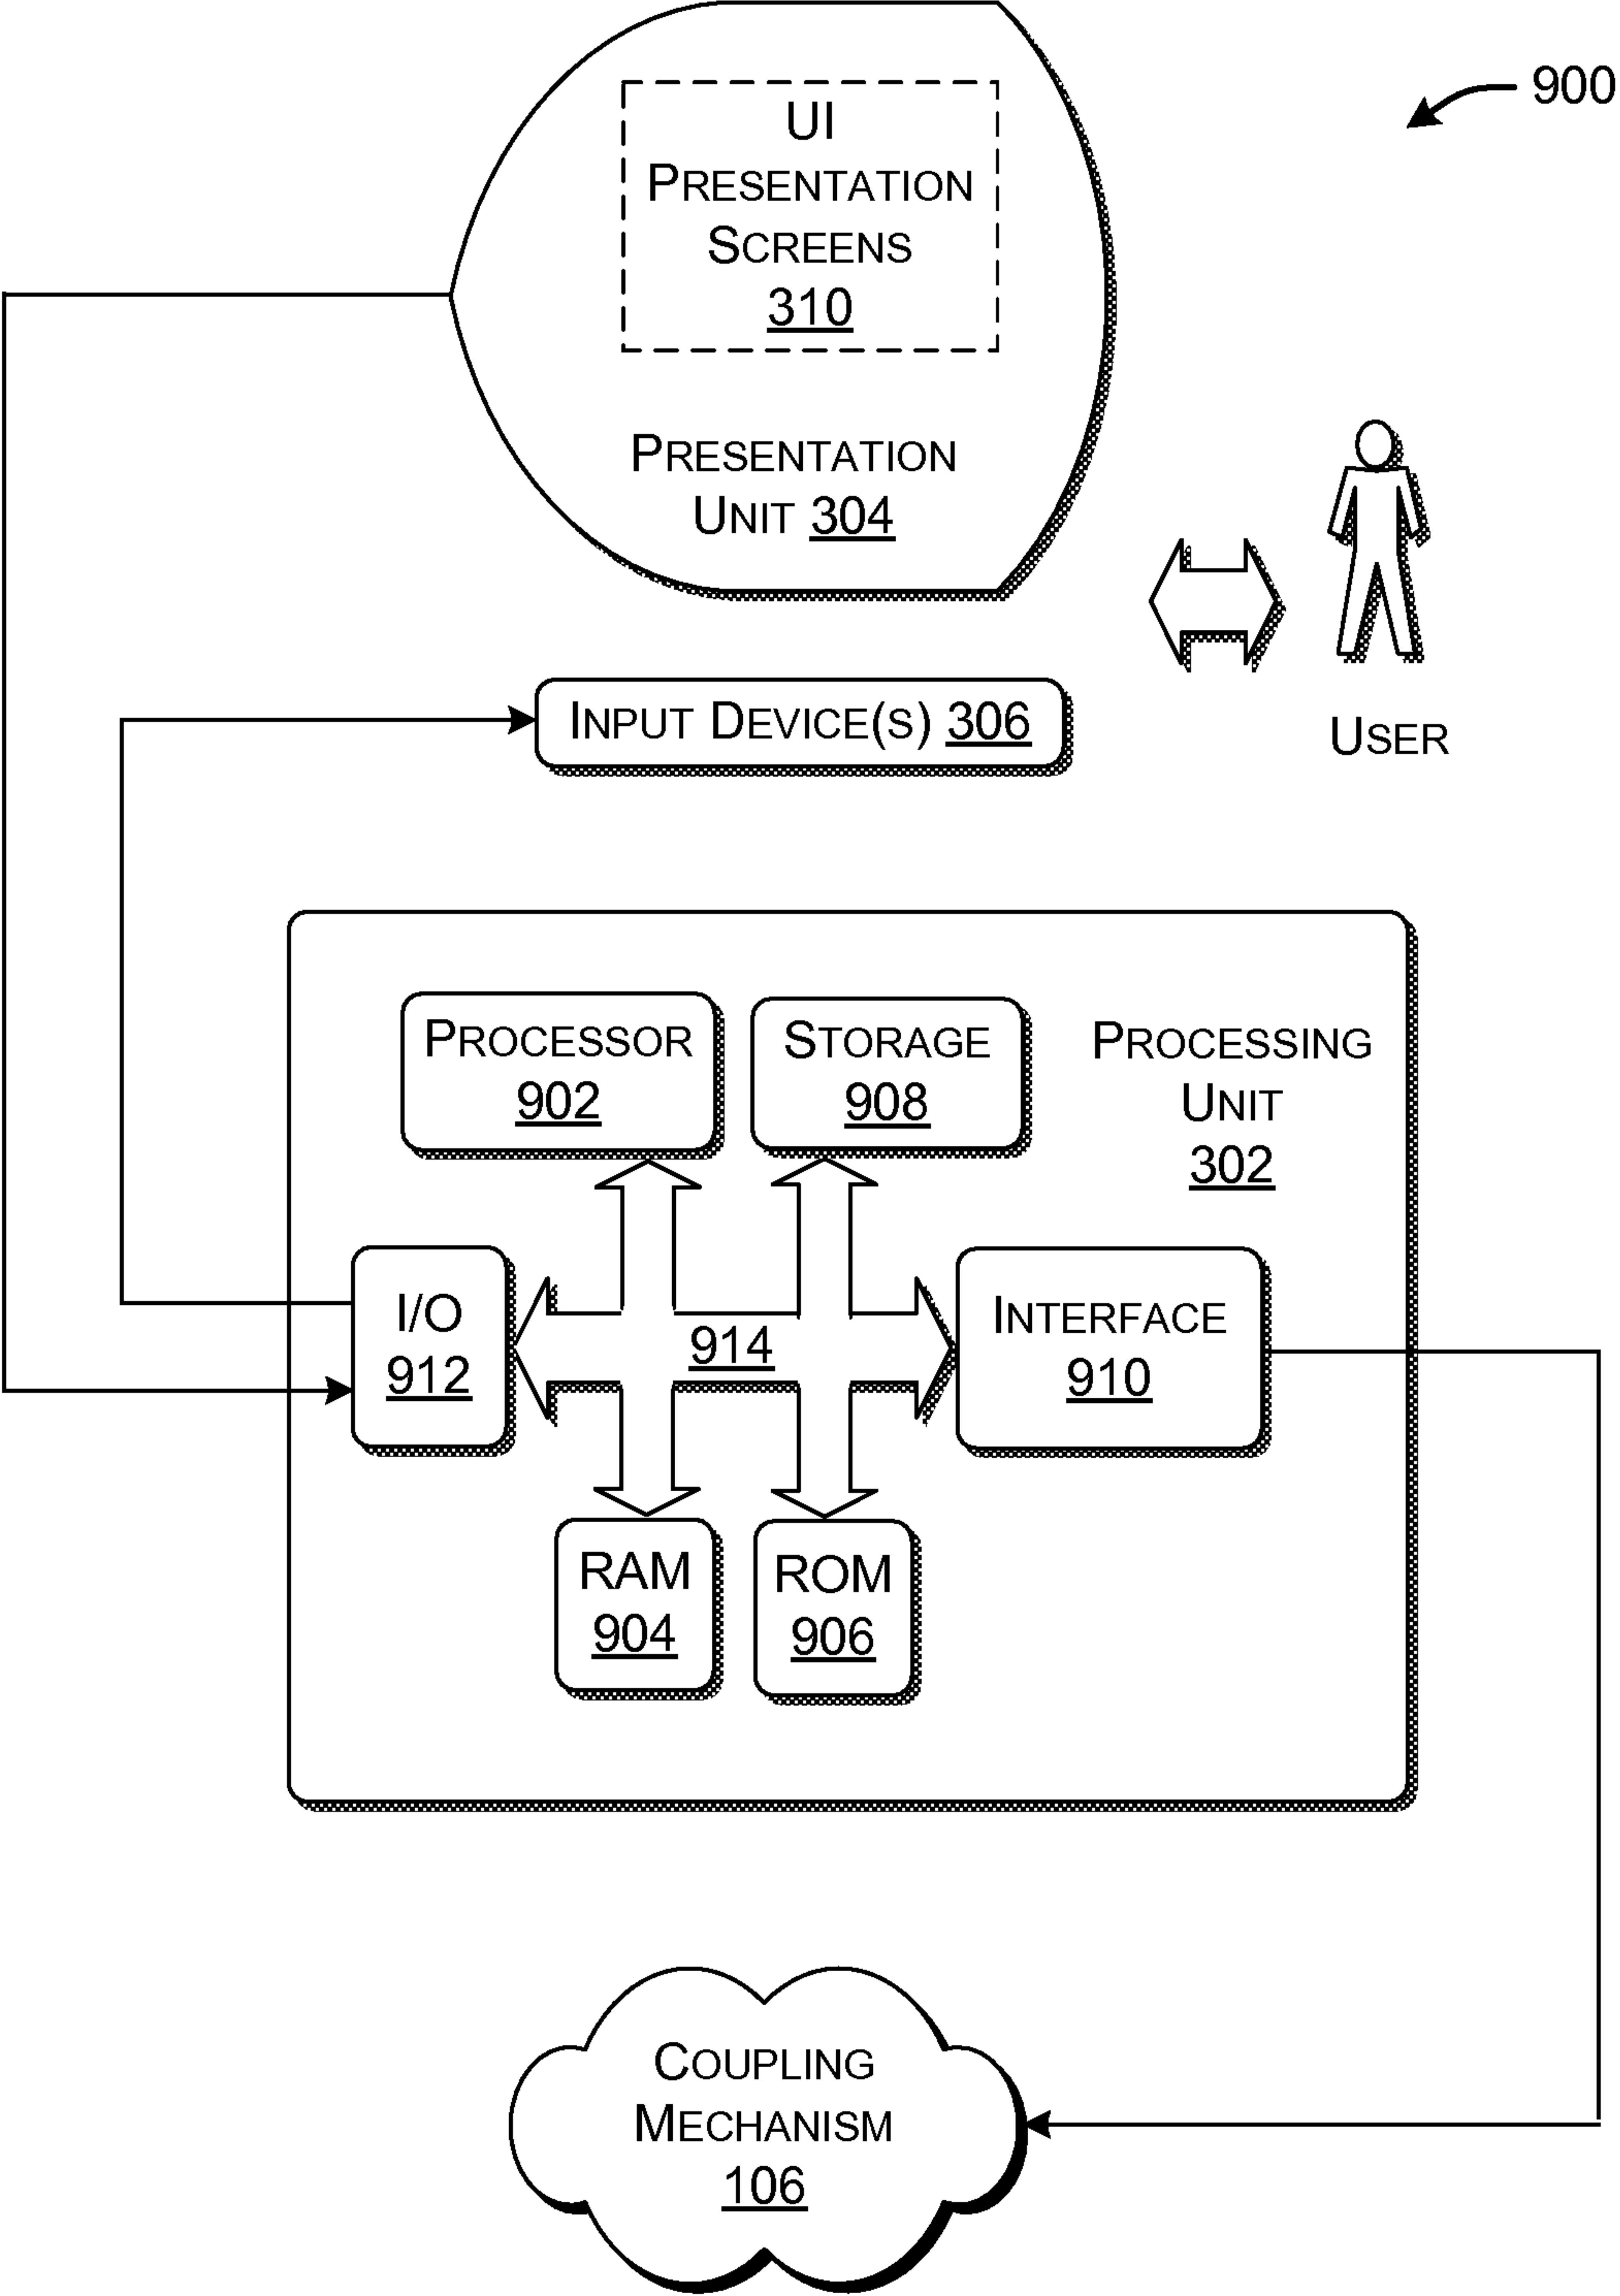 900
UI
PRESENTATION
SCREENS
310
PRESENTATION
UNIT 304
INPUT DEVICE(S) 306
USER
PROCESSOR
902
STORAGE
908
PROCESSING
UNIT
302
I/O
912
914
INTERFACE
910
RAM
904
ROM
906
COUPLING
MECHANISM
106